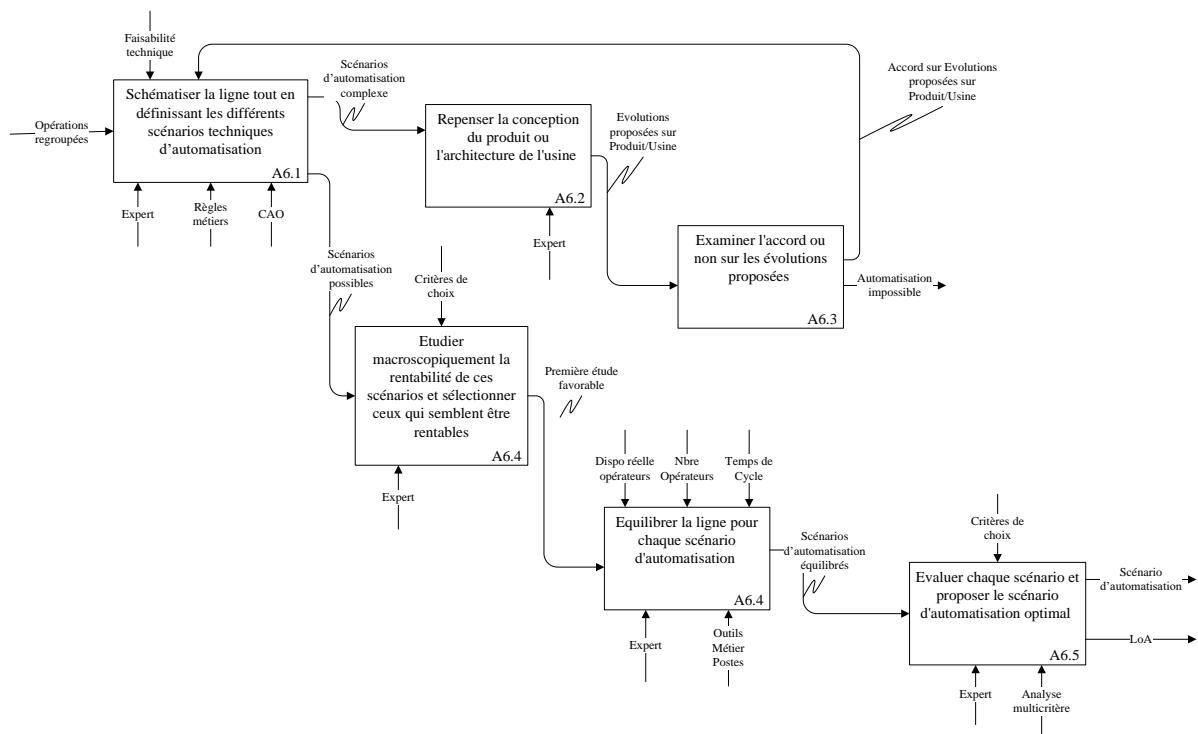 Faisabilité
technique
Opérations
regroupées
Schématiser la ligne tout en
définissant les différents
scénarios techniques
d'automatisation
A6.1
Expert
Règles
métiers
CAO
Scénarios
d'automatisation
complexe
Repenser la conception
du produit ou
l'architecture de l'usine
A6.2
Expert
Evolutions
proposées sur
Produit/Usine
Accord sur Evolutions
proposées sur
Produit/Usine
Examiner l'accord ou
non sur les évolutions
proposées
A6.3
Automatisation
impossible
Scénarios
d'automatisation
possibles
Critères de
choix
Etudier
macroscopiquement la
rentabilité de ces
scénarios et sélectionner
ceux qui semblent être
rentables
A6.4
Expert
Première étude
favorable
Dispo réelle
opérateurs
Nbre
Opérateurs
Temps de
Cycle
Equilibrer la ligne pour
chaque scénario
d'automatisation
A6.4
Expert
Outils
Métier
Postes
Scénarios
d'automatisation
équilibrés
Critères de
choix
Evaluer chaque scénario et
proposer le scénario
d'automatisation optimal
A6.5
Expert
Analyse
multicritère
Scénario
d'automatisation
LoA